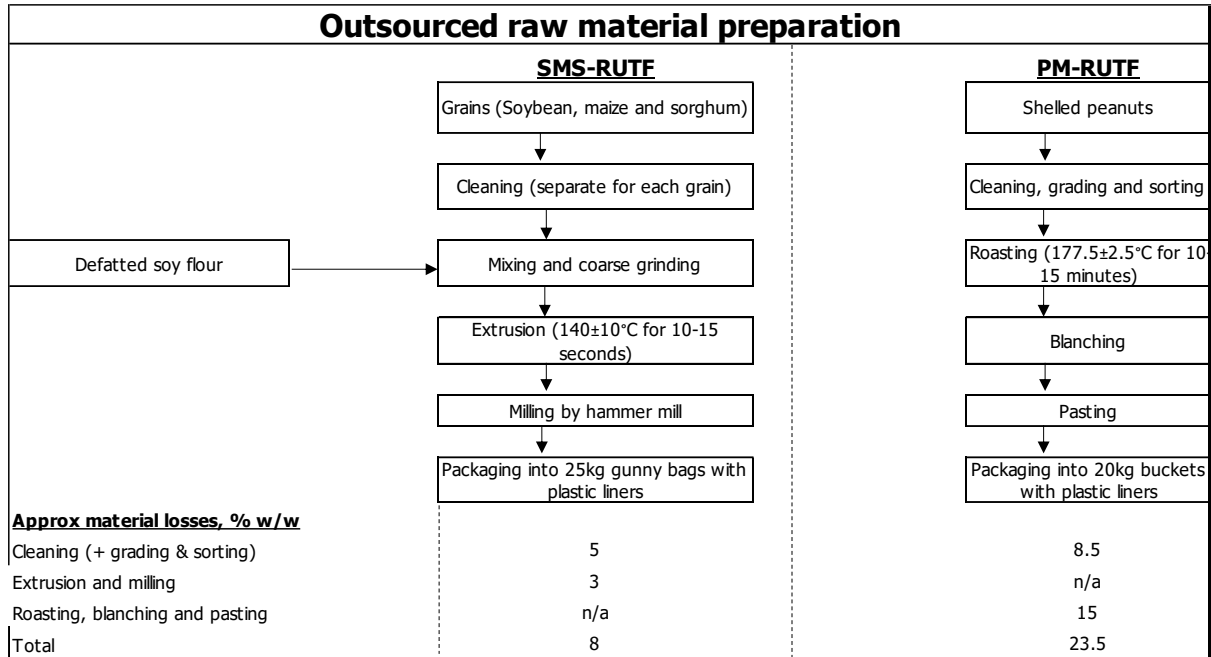 Outsourced raw material preparation
SMS-RUTF
PM-RUTF
Grains (Soybean, maize and sorghum)
Shelled peanuts
Cleaning (separate for each grain)
Cleaning, grading and sorting
Defatted soy flour
Mixing and coarse grinding
Roasting (177.5±2.5°C for 10-
15 minutes)
Extrusion (140±10°C for 10-15
seconds)
Blanching
Milling by hammer mill
Pasting
Packaging into 25kg gunny bags with
plastic liners
Packaging into 20kg buckets
with plastic liners
Approx material losses, % w/w
Cleaning (+ grading & sorting) 5 8.5
Extrusion and milling 3 n/a
Roasting, blanching and pasting n/a 15
Total 8 23.5